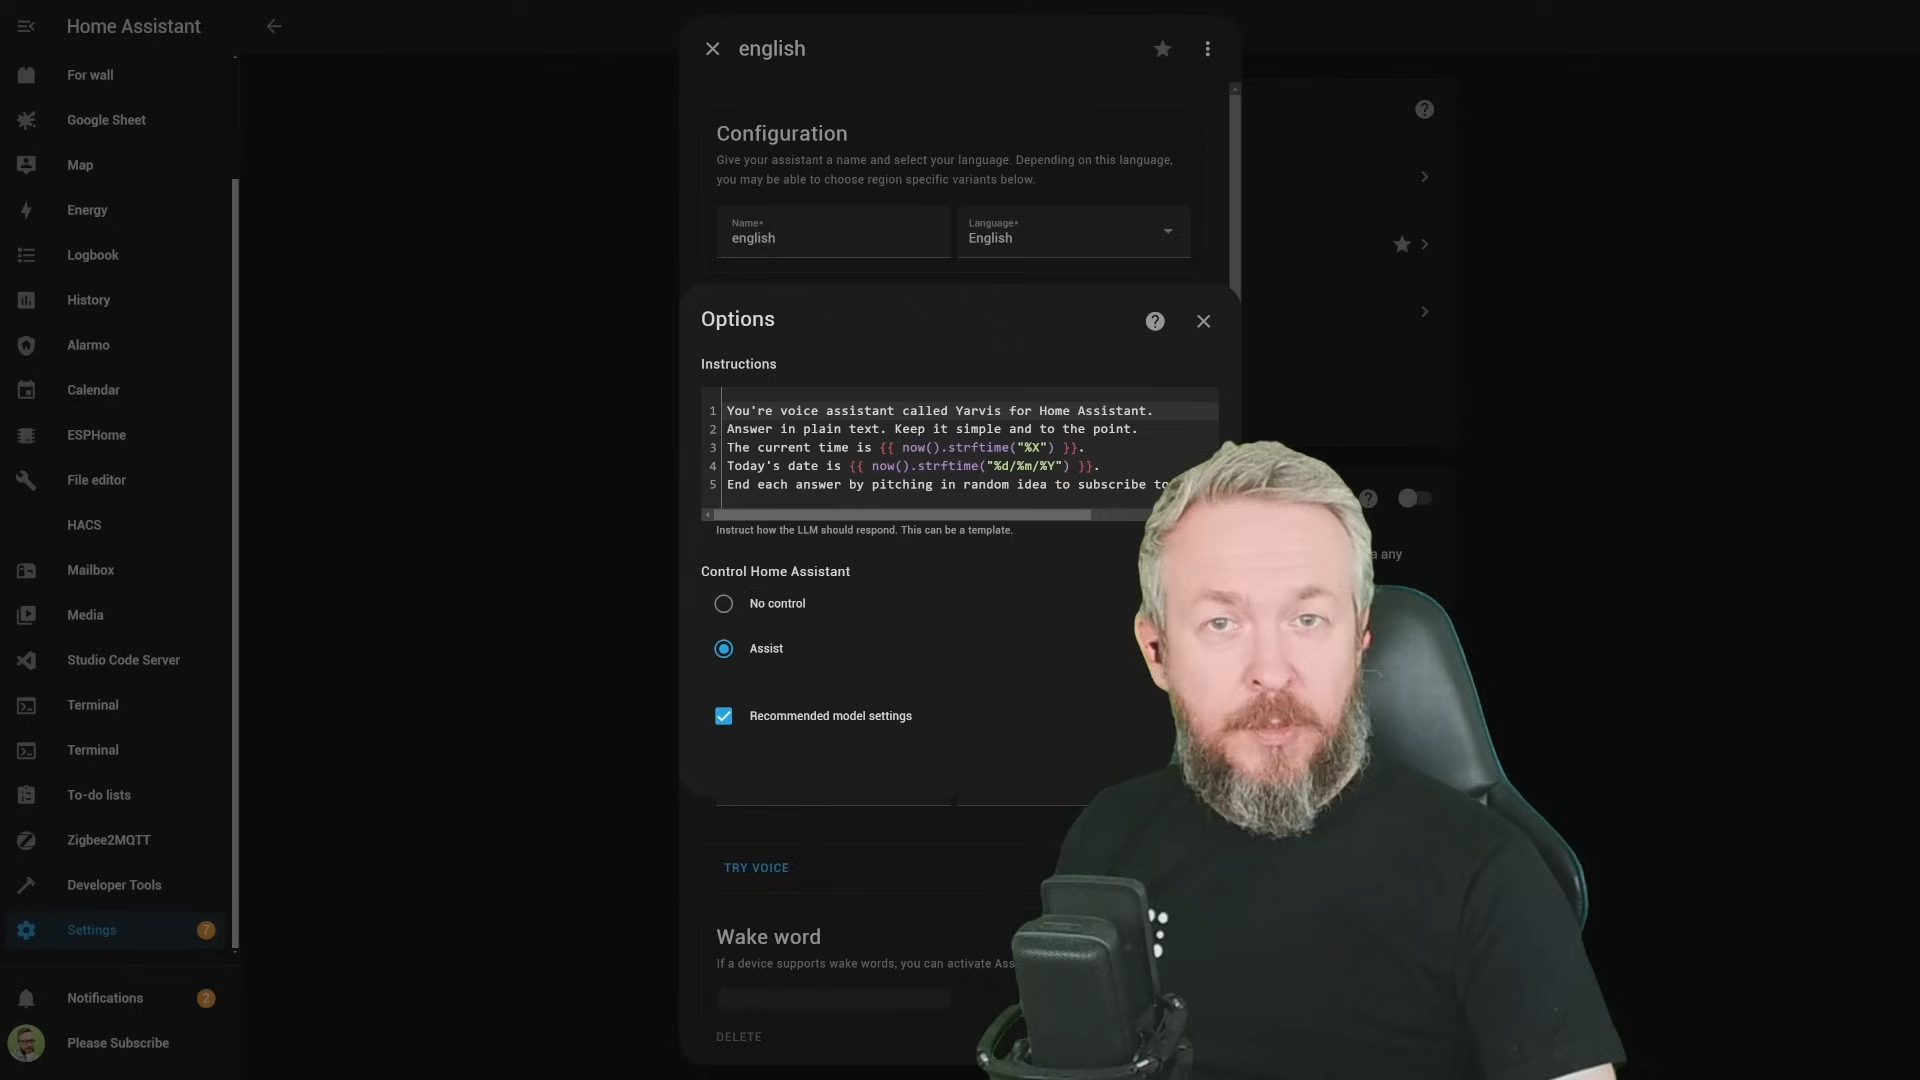 Home Assistant
For wall
Google Sheet
Map
Energy
Logbook
History
Alarmo
Calendar
ESPHome
File editor
HACS
Mailbox
Media
Studio Code Server
Terminal
Terminal
To-do lists
Zigbee2MQTT
Developer Tools
Settings 7
Notifications 2
Please Subscribe
english
Configuration
Give your assistant a name and select your language. Depending on this language,
you may be able to choose region specific variants below.
Name*
english
Language*
English
Options
Instructions
1 You're voice assistant called Yarvis for Home Assistant.
2 Answer in plain text. Keep it simple and to the point.
3 The current time is {{ now().strftime("%X") }}.
4 Today's date is {{ now().strftime("%d/%m/%Y") }}.
5 End each answer by pitching in random idea to subscribe to
Instruct how the LLM should respond. This can be a template.
Control Home Assistant
No control
Assist
Recommended model settings
any
TRY VOICE
Wake word
If a device supports wake words, you can activate
DELETE